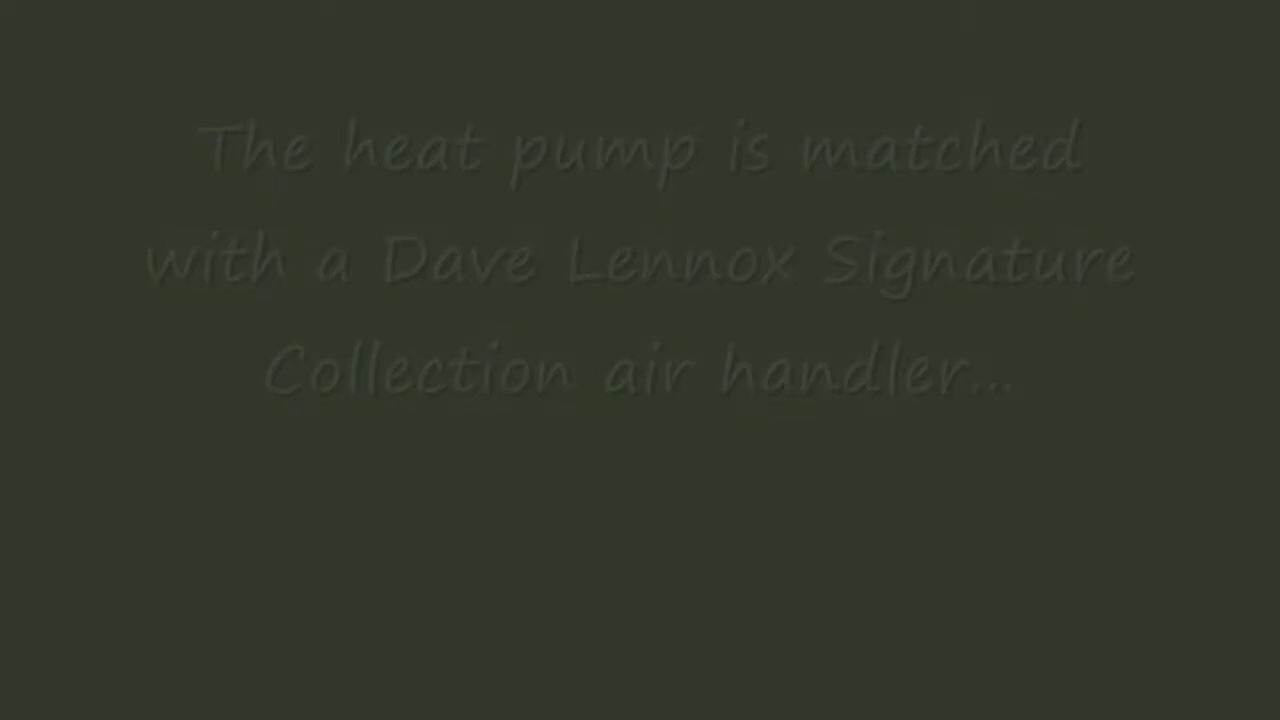 The heat pump is matched
with a Dave Lennox Signature
Collection air handler...